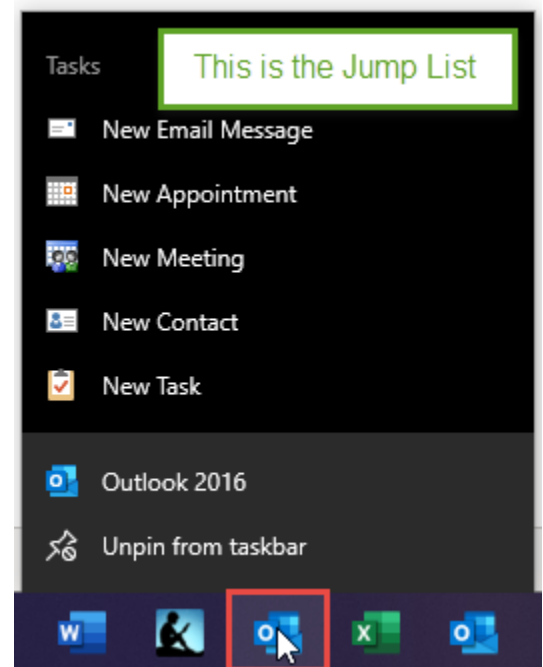 Tasks
This is the Jump List
New Email Message
New Appointment
New Meeting
New Contact
New Task
Outlook 2016
Unpin from taskbar